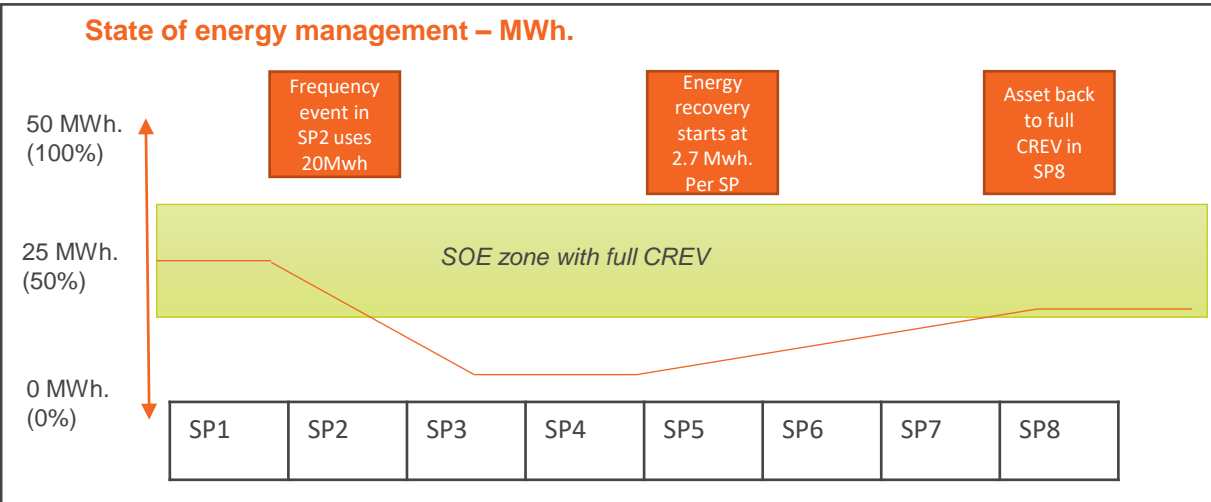 State of energy management – MWh.
Frequency
event in
SP2 uses
20Mwh
Energy
recovery
starts at
2.7 Mwh.
Per SP
Asset back
to full
CREV in
SP8
50 MWh.
(100%)
SOE zone with full CREV
25 MWh.
(50%)
0 MWh.
(0%)
SP1 SP2 SP3 SP4 SP5 SP6 SP7 SP8